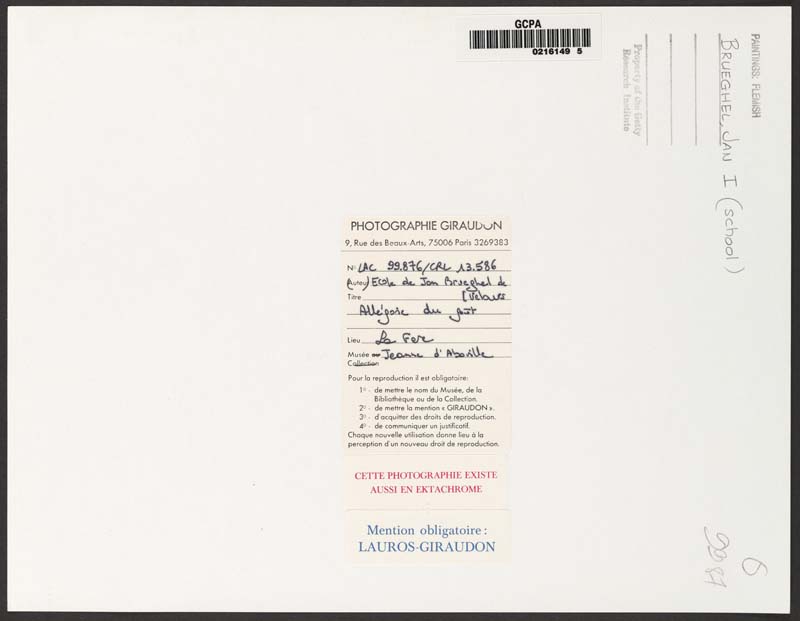 GCPA
0216149 5
PAINTINGS: FLEMISH
BRUEGHEL, JAN I (school)
Property of the Getty
Research Institute
PHOTOGRAPHIE GIRAUDON
9, Rue des Beaux-Arts, 75006 Paris 3269383
No LAC 99.876/CRL 13.586
(Auteur) Ecole de Jan Brueghel de
Titre [Velours
Allégorie du goût
Lieu La Fère
Musée ou Jeanne d'Aboville
Collection
Pour la reproduction il est obligatoire:
1o - de mettre le nom du Musée, de la
Bibliothèque ou de la Collection.
2o - de mettre la mention « GIRAUDON ».
3o - d'acquitter des droits de reproduction.
4o - de communiquer un justificatif.
Chaque nouvelle utilisation donne lieu à la
perception d'un nouveau droit de reproduction.
CETTE PHOTOGRAPHIE EXISTE
AUSSI EN EKTACHROME
Mention obligatoire :
LAUROS-GIRAUDON
6